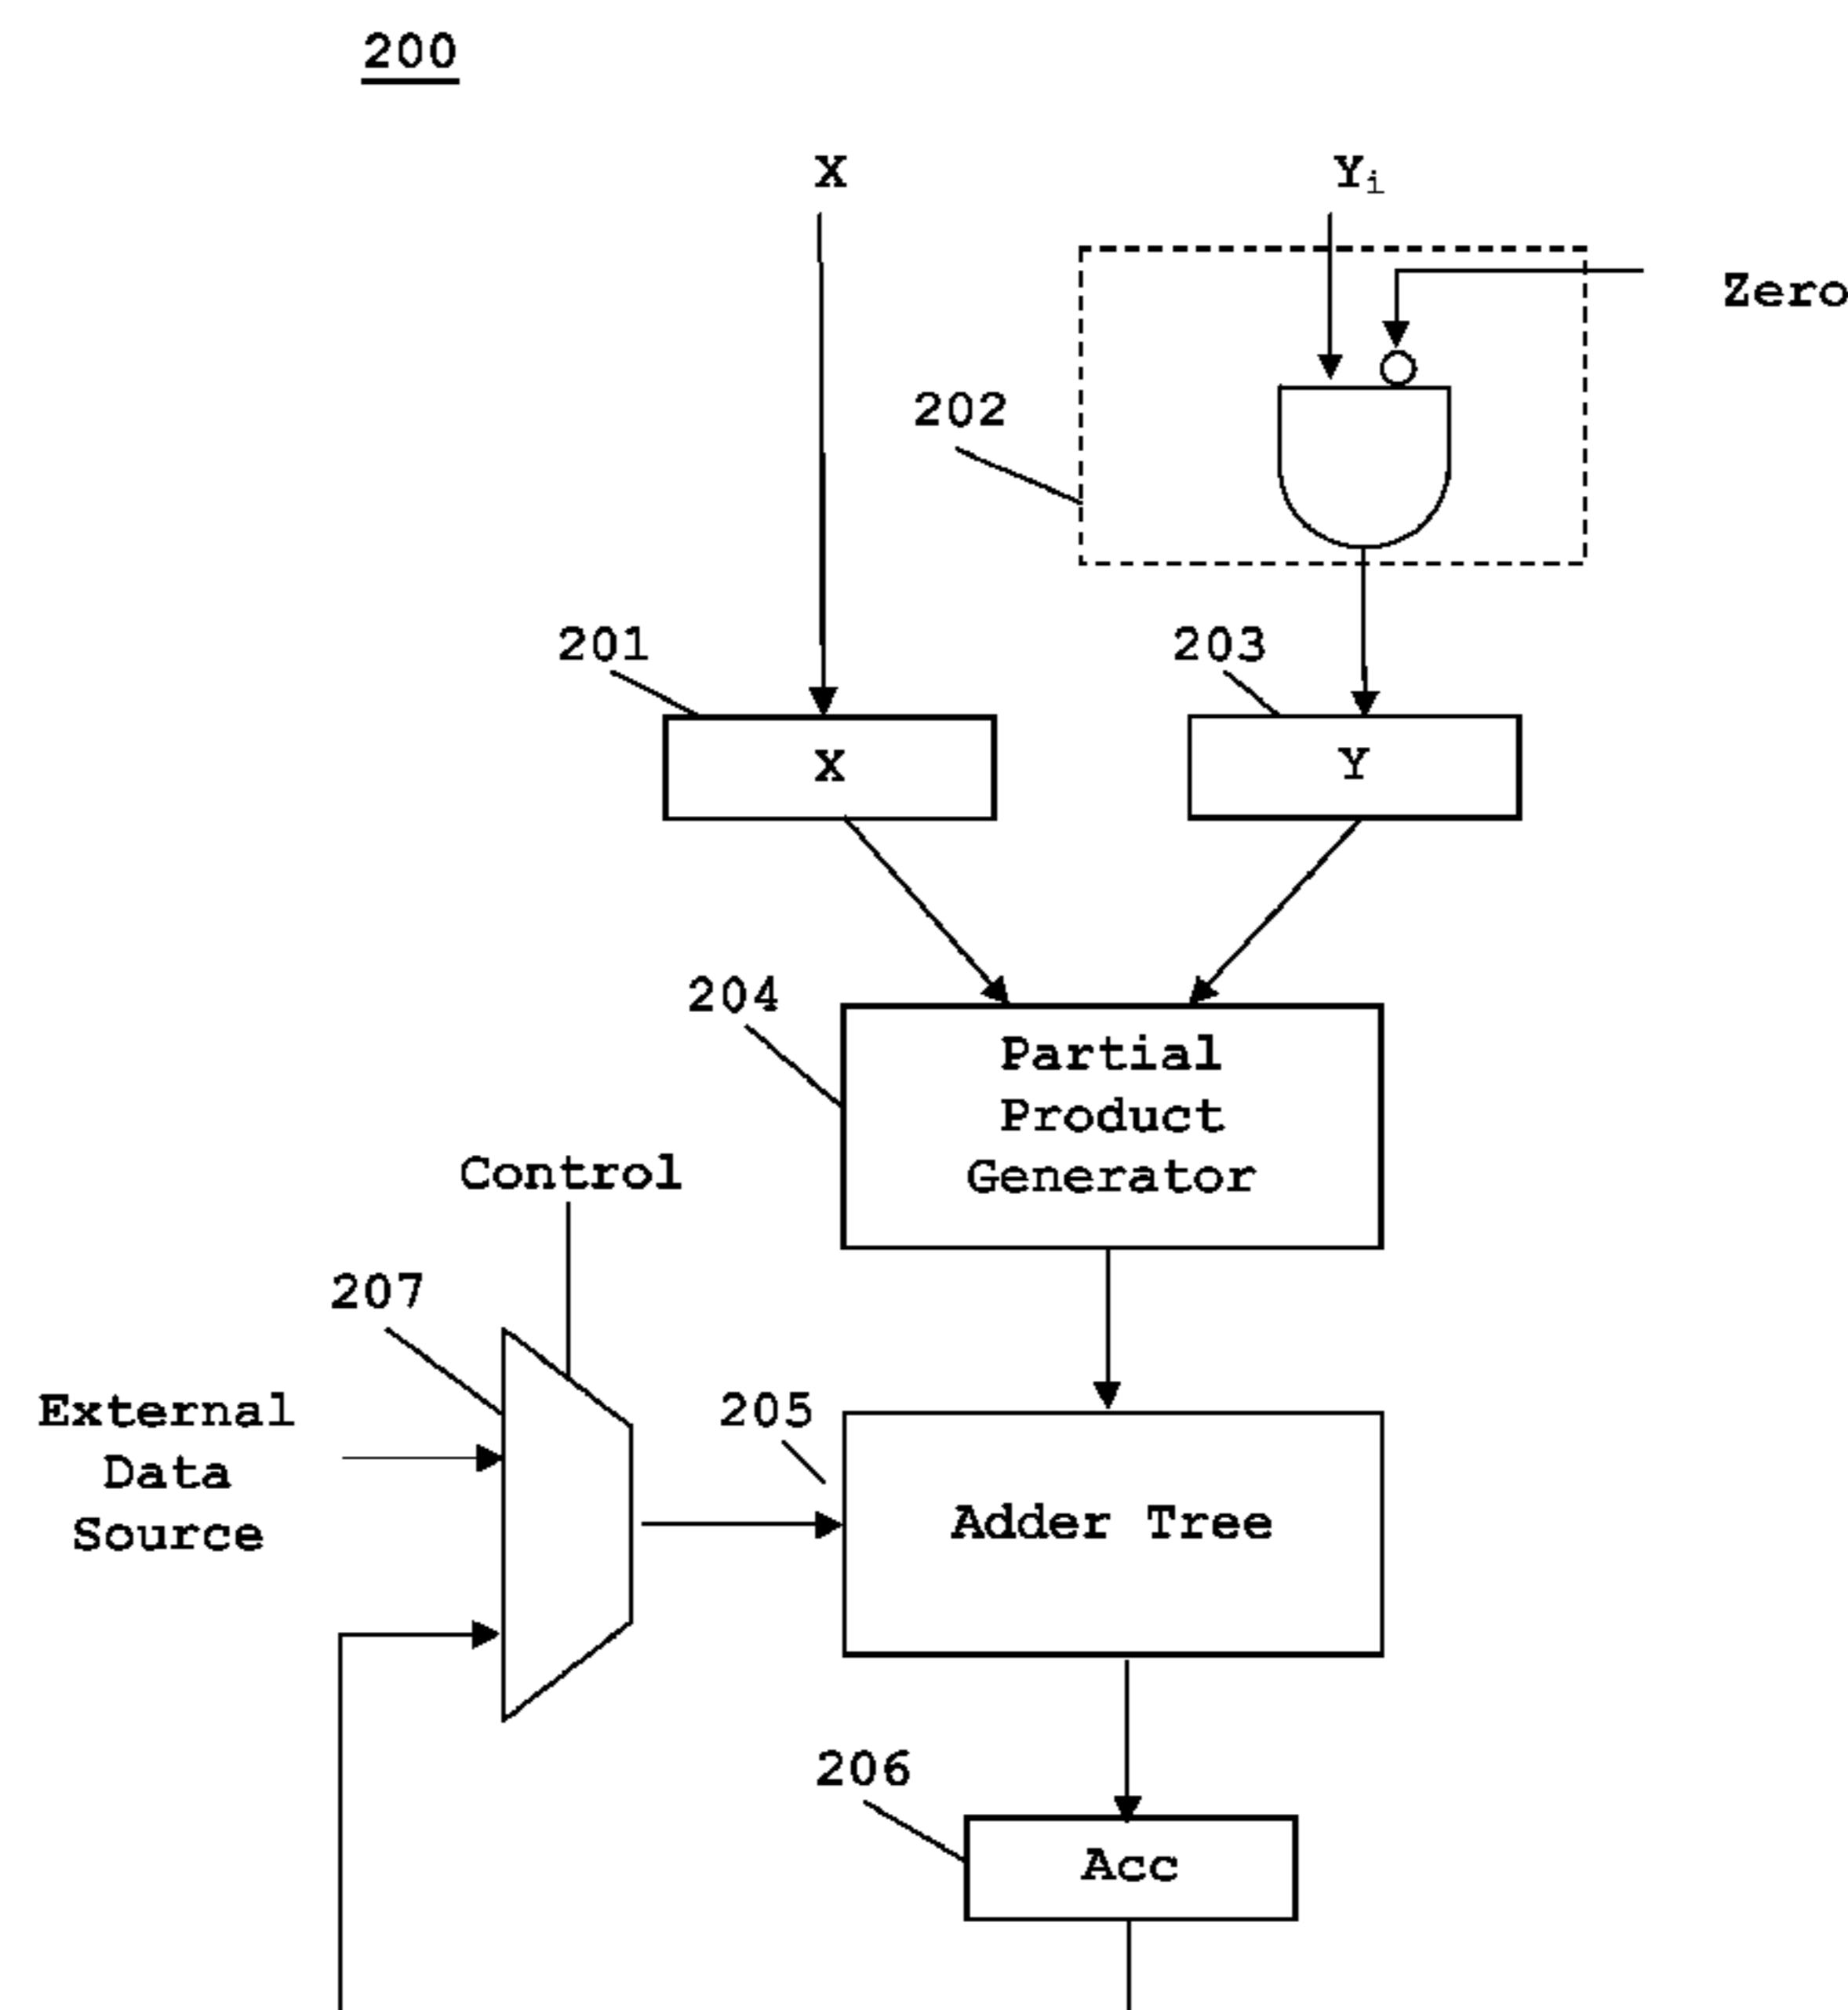 200
X
Yi
Zero
202
201
203
X
Y
204
Partial
Product
Generator
Control
207
External
Data
Source
205
Adder Tree
206
Acc